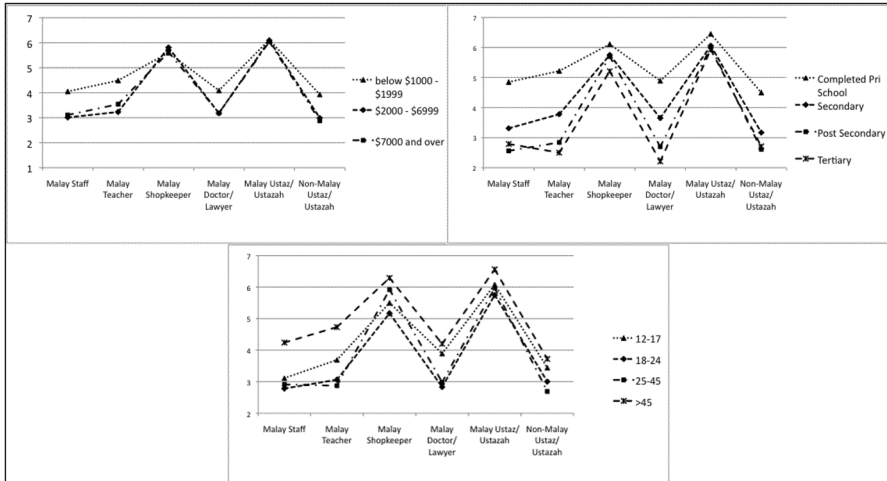 7
6
5
4
3
2
1
Malay Staff
Malay
Teacher
Malay
Shopkeeper
Malay
Doctor/
Lawyer
Malay Ustaz/
Ustazah
Non-Malay
Ustaz/
Ustazah
below $1000 -
$1999
$2000 - $6999
$7000 and over
7
6
5
4
3
2
Malay Staff
Malay
Teacher
Malay
Shopkeeper
Malay
Doctor/
Lawyer
Malay Ustaz/
Ustazah
Non-Malay
Ustaz/
Ustazah
Completed Pri
School
Secondary
Post Secondary
Tertiary
7
6
5
4
3
2
Malay Staff
Malay
Teacher
Malay
Shopkeeper
Malay
Doctor/
Lawyer
Malay Ustaz/
Ustazah
Non-Malay
Ustaz/
Ustazah
12-17
18-24
25-45
>45